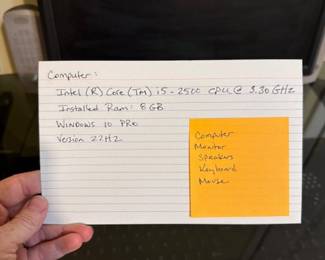 Computer:
Intel (R) Core (TM) i5-2500 CPU @ 3.30 GHz
Installed Ram: 8 GB
Windows 10 Pro
Version 22H2
Computer
Monitor
Speakers
Keyboard
Mouse